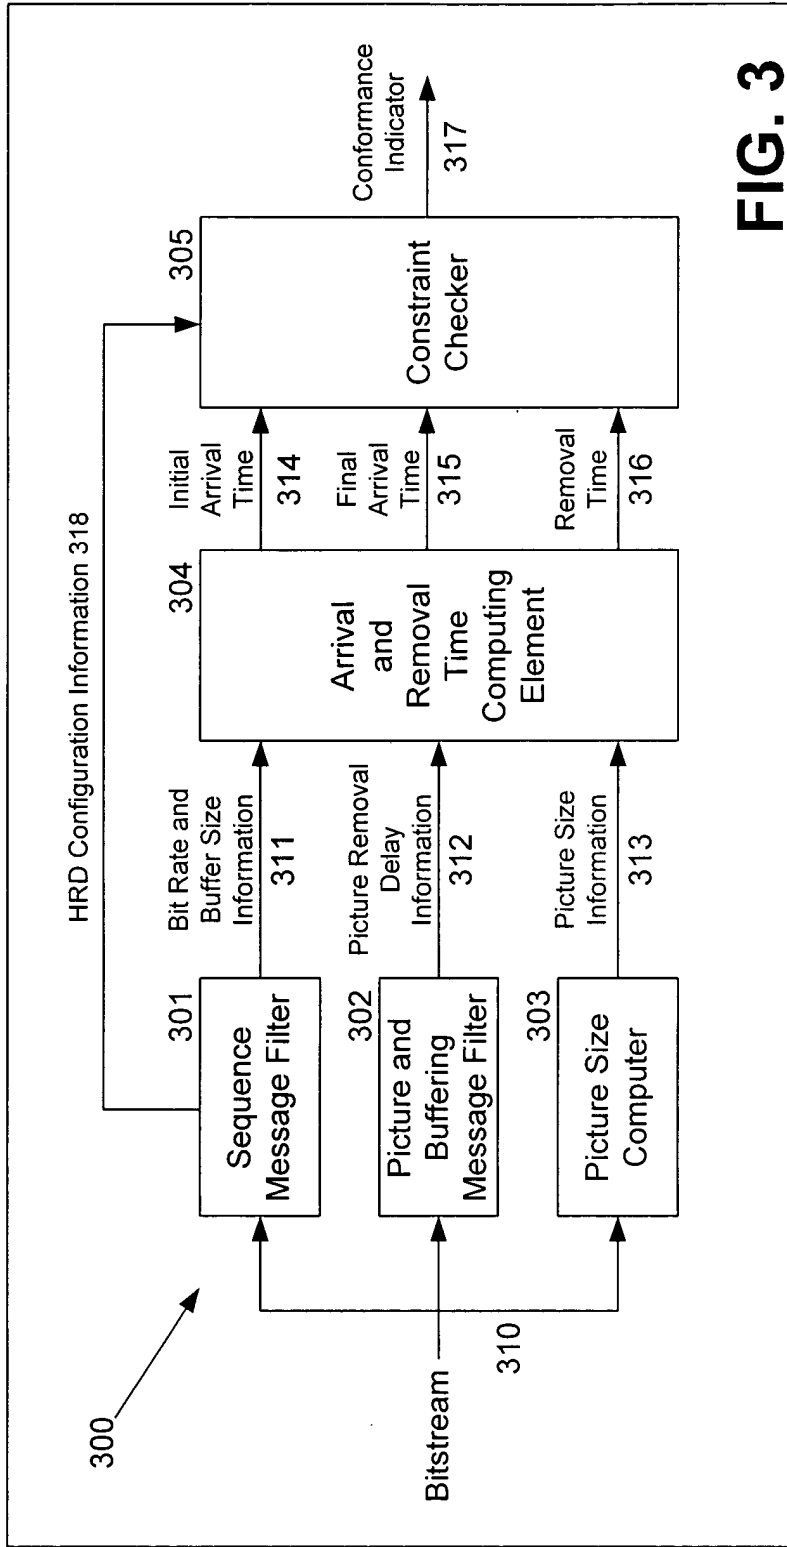 300
HRD Configuration Information 318
Bitstream
310
301
Sequence
Message Filter
302
Picture and
Buffering
Message Filter
303
Picture Size
Computer
Bit Rate and
Buffer Size
Information
311
Picture Removal
Delay
Information
312
Picture Size
Information
313
304
Arrival
and
Removal
Time
Computing
Element
Initial
Arrival
Time
314
Final
Arrival
Time
315
Removal
Time
316
305
Constraint
Checker
Conformance
Indicator
317
FIG. 3